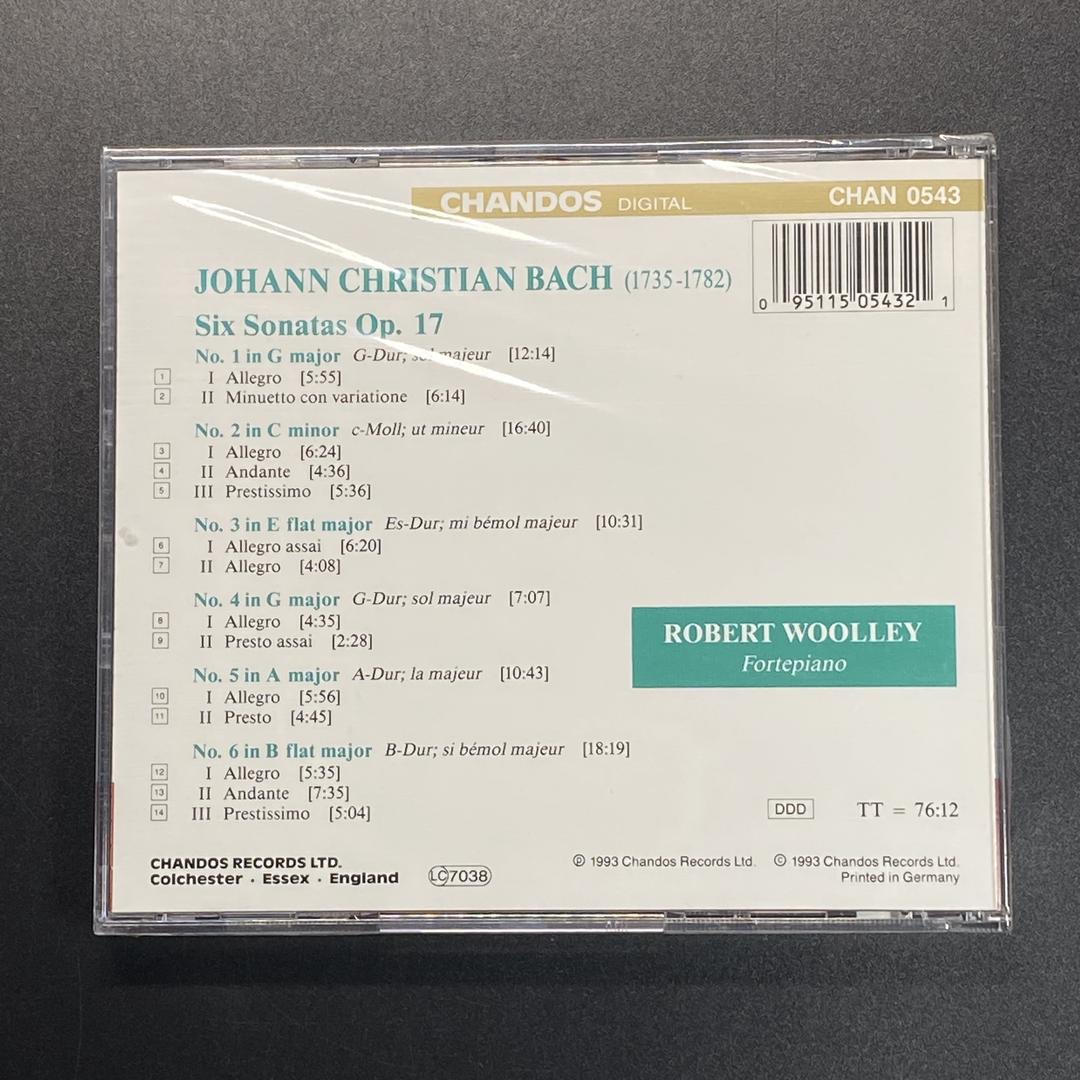 CHANDOS DIGITAL CHAN 0543
0 95115 05432 1
JOHANN CHRISTIAN BACH (1735-1782)
Six Sonatas Op. 17
No. 1 in G major G-Dur; sol majeur [12:14]
1 I Allegro [5:55]
2 II Minuetto con variatione [6:14]
No. 2 in C minor c-Moll; ut mineur [16:40]
3 I Allegro [6:24]
4 II Andante [4:36]
5 III Prestissimo [5:36]
No. 3 in E flat major Es-Dur; mi bémol majeur [10:31]
6 I Allegro assai [6:20]
7 II Allegro [4:08]
No. 4 in G major G-Dur; sol majeur [7:07]
8 I Allegro [4:35]
9 II Presto assai [2:28]
No. 5 in A major A-Dur; la majeur [10:43]
10 I Allegro [5:56]
11 II Presto [4:45]
No. 6 in B flat major B-Dur; si bémol majeur [18:19]
12 I Allegro [5:35]
13 II Andante [7:35]
14 III Prestissimo [5:04]
ROBERT WOOLLEY
Fortepiano
DDD TT = 76:12
CHANDOS RECORDS LTD.
Colchester · Essex · England
LC 7038
℗ 1993 Chandos Records Ltd. © 1993 Chandos Records Ltd.
Printed in Germany